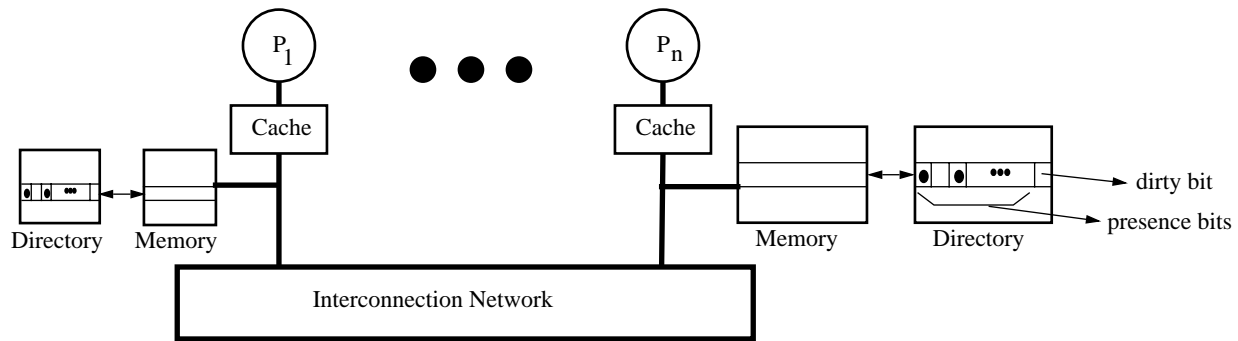 P1
Pn
Cache
Cache
dirty bit
presence bits
Directory
Memory
Memory
Directory
Interconnection Network